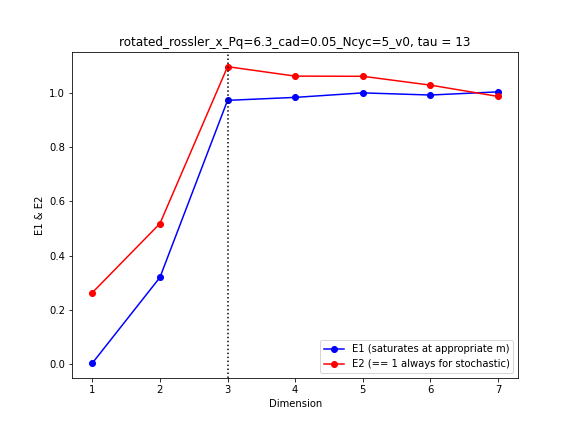 rotated_rossler_x_Pq=6.3_cad=0.05_Ncyc=5_v0, tau = 13
1.0
0.8
0.6
0.4
0.2
0.0
E1 & E2
E1 (saturates at appropriate m)
E2 (== 1 always for stochastic)
1 2 3 4 5 6 7
Dimension